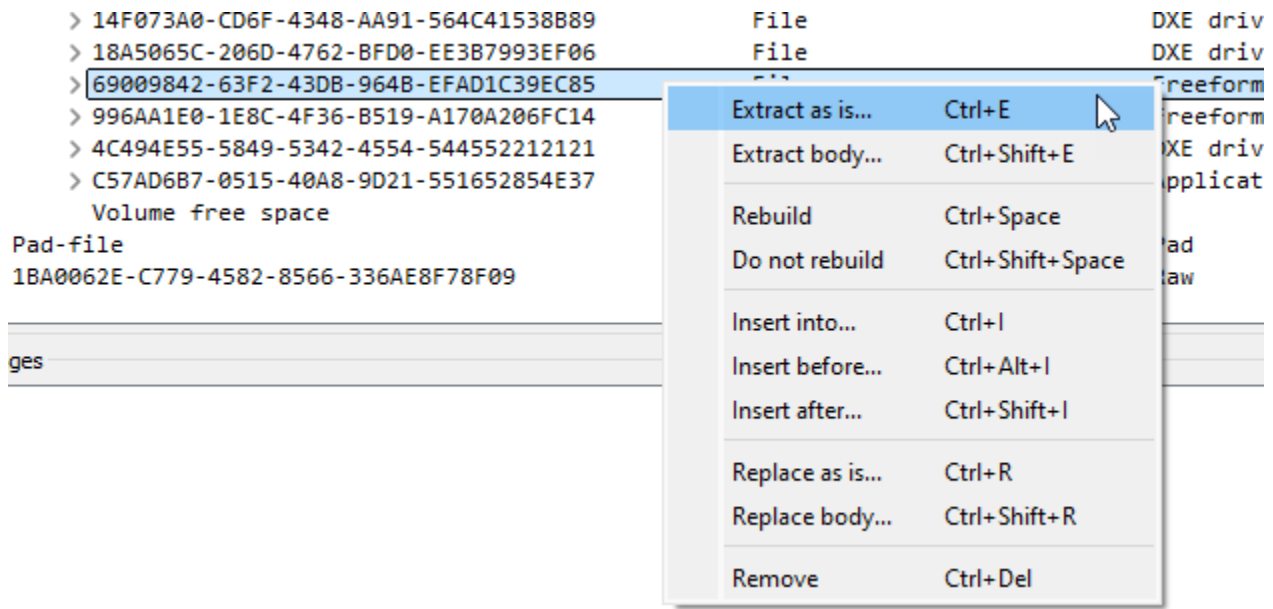 14F073A0-CD6F-4348-AA91-564C41538B89 File DXE driv
18A5065C-206D-4762-BFD0-EE3B7993EF06 File DXE driv
69009842-63F2-43DB-964B-EFAD1C39EC85 Freeform
996AA1E0-1E8C-4F36-B519-A170A206FC14 reeform
4C494E55-5849-5342-4554-544552212121 XE driv
C57AD6B7-0515-40A8-9D21-551652854E37 pplicat
Volume free space
Pad-file ad
1BA0062E-C779-4582-8566-336AE8F78F09 aw
ges
Extract as is... Ctrl+E
Extract body... Ctrl+Shift+E
Rebuild Ctrl+Space
Do not rebuild Ctrl+Shift+Space
Insert into... Ctrl+I
Insert before... Ctrl+Alt+I
Insert after... Ctrl+Shift+I
Replace as is... Ctrl+R
Replace body... Ctrl+Shift+R
Remove Ctrl+Del